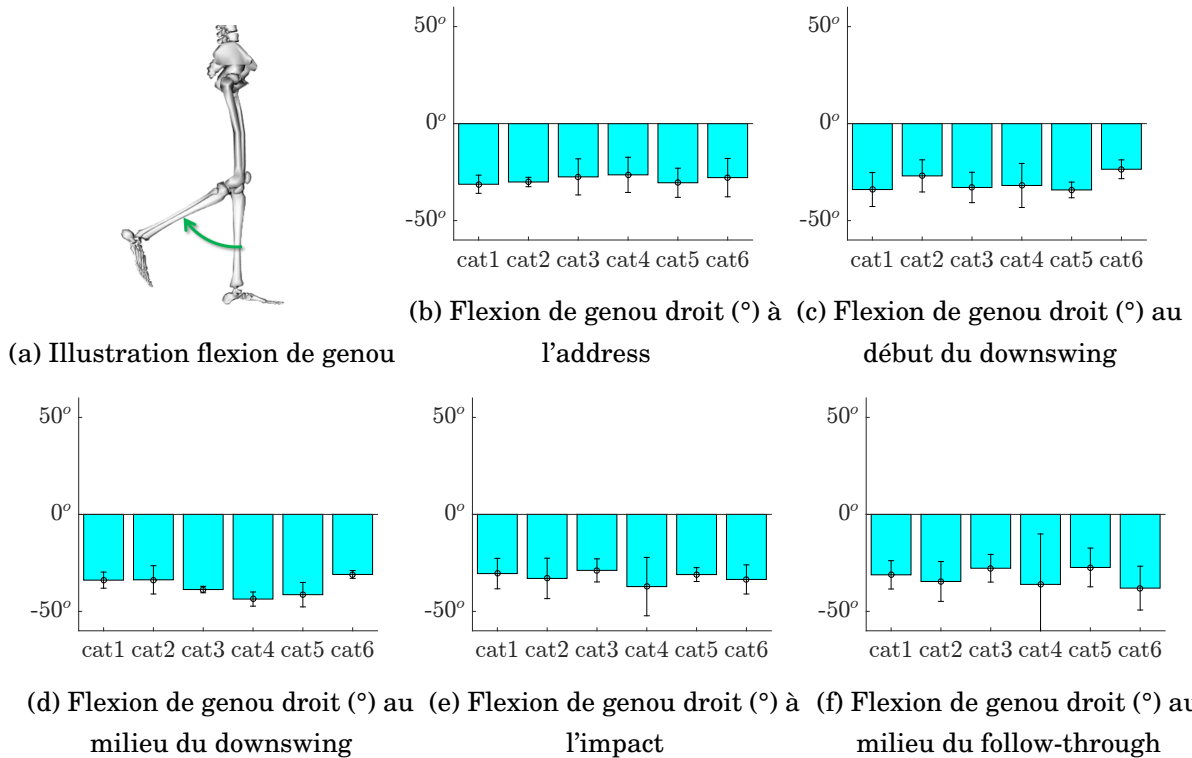 50°
0°
-50°
cat1 cat2 cat3 cat4 cat5 cat6
50°
0°
-50°
cat1 cat2 cat3 cat4 cat5 cat6
(a) Illustration flexion de genou
(b) Flexion de genou droit (°) à
l'address
(c) Flexion de genou droit (°) au
début du downswing
50°
0°
-50°
cat1 cat2 cat3 cat4 cat5 cat6
50°
0°
-50°
cat1 cat2 cat3 cat4 cat5 cat6
50°
0°
-50°
cat1 cat2 cat3 cat4 cat5 cat6
(d) Flexion de genou droit (°) au
milieu du downswing
(e) Flexion de genou droit (°) à
l'impact
(f) Flexion de genou droit (°) au
milieu du follow-through